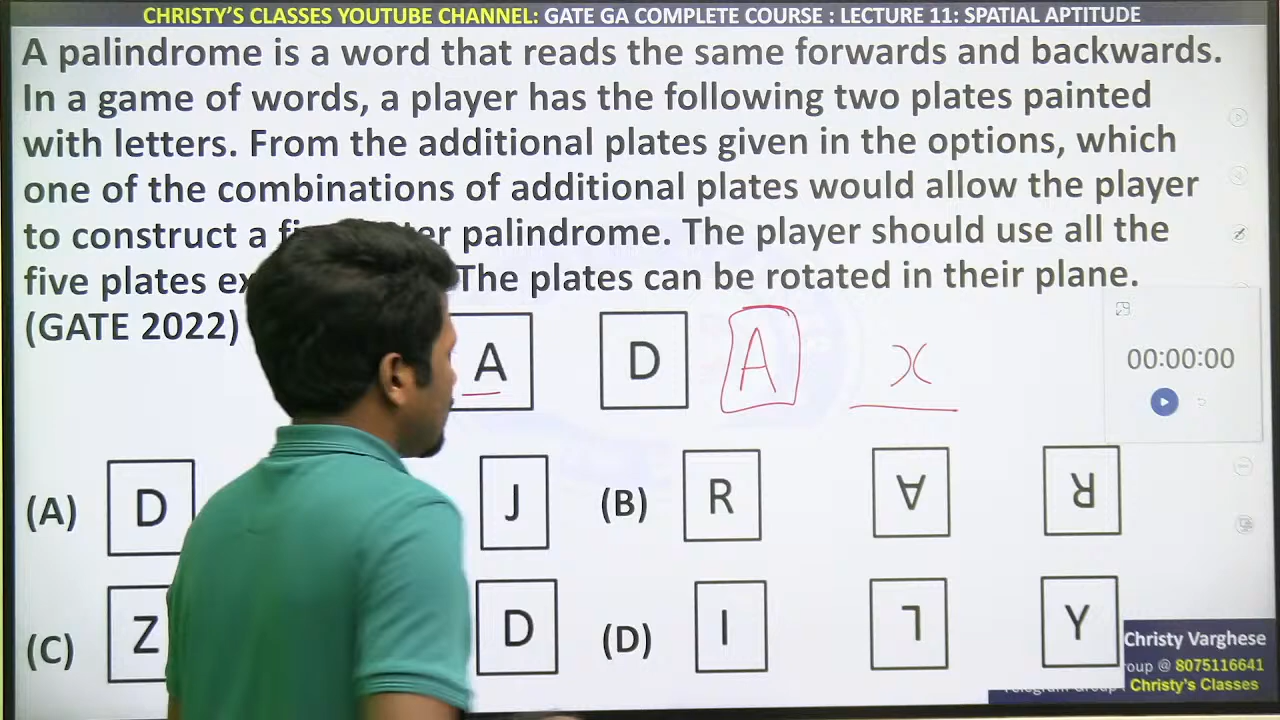 CHRISTY'S CLASSES YOUTUBE CHANNEL: GATE GA COMPLETE COURSE : LECTURE 11: SPATIAL APTITUDE
A palindrome is a word that reads the same forwards and backwards.
In a game of words, a player has the following two plates painted
with letters. From the additional plates given in the options, which
one of the combinations of additional plates would allow the player
to construct a palindrome. The player should use all the
five plates The plates can be rotated in their plane.
(GATE 2022)
A D A x
00:00:00
(A) D J (B) R A R
(C) Z D (D) I L Y
Christy Varghese
@ 8075116641
Telegram Group : Christy's Classes